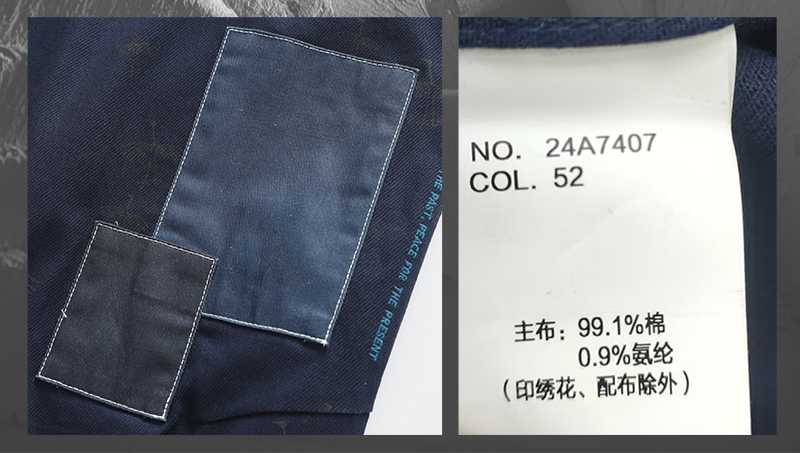 THE PAST, PEACE FOR THE PRESENT
NO. 24A7407
COL. 52
主布：99.1%棉
0.9%氨纶
（印绣花、配布除外）